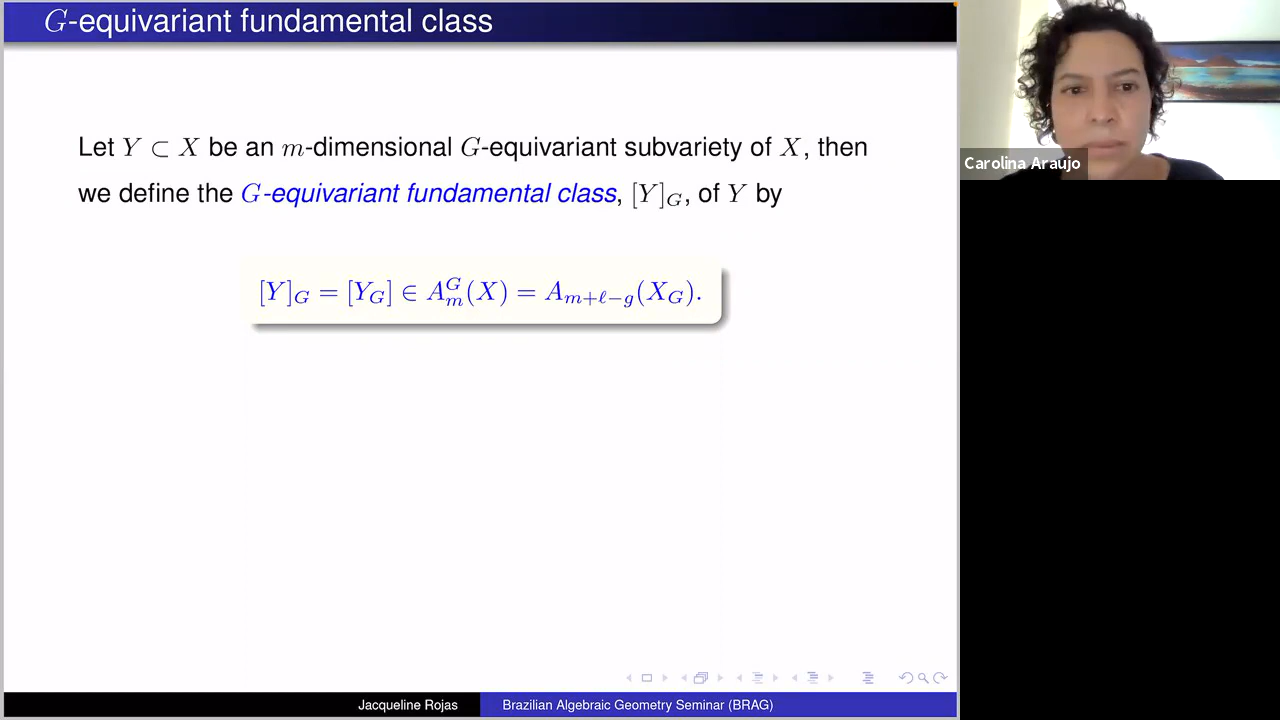 G-equivariant fundamental class
Let Y ⊂ X be an m-dimensional G-equivariant subvariety of X, then
we define the G-equivariant fundamental class, [Y]_G, of Y by
[Y]_G = [Y_G] ∈ A^G_m(X) = A_{m+ℓ−g}(X_G).
Jacqueline Rojas
Brazilian Algebraic Geometry Seminar (BRAG)
Carolina Araujo